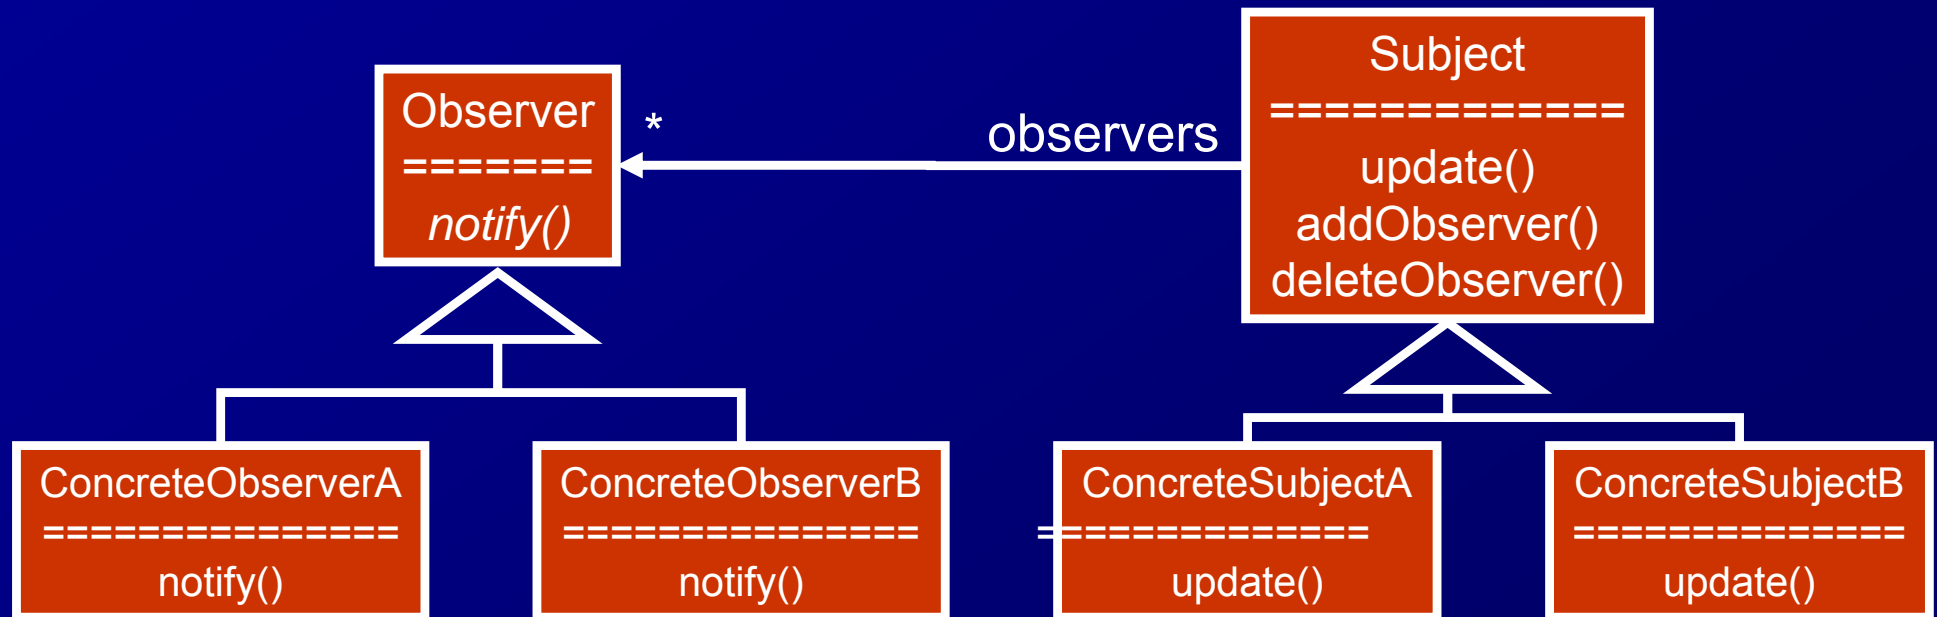 Observer
=======
notify()
*
observers
Subject
=============
update()
addObserver()
deleteObserver()
ConcreteObserverA
===============
notify()
ConcreteObserverB
===============
notify()
ConcreteSubjectA
==============
update()
ConcreteSubjectB
==============
update()